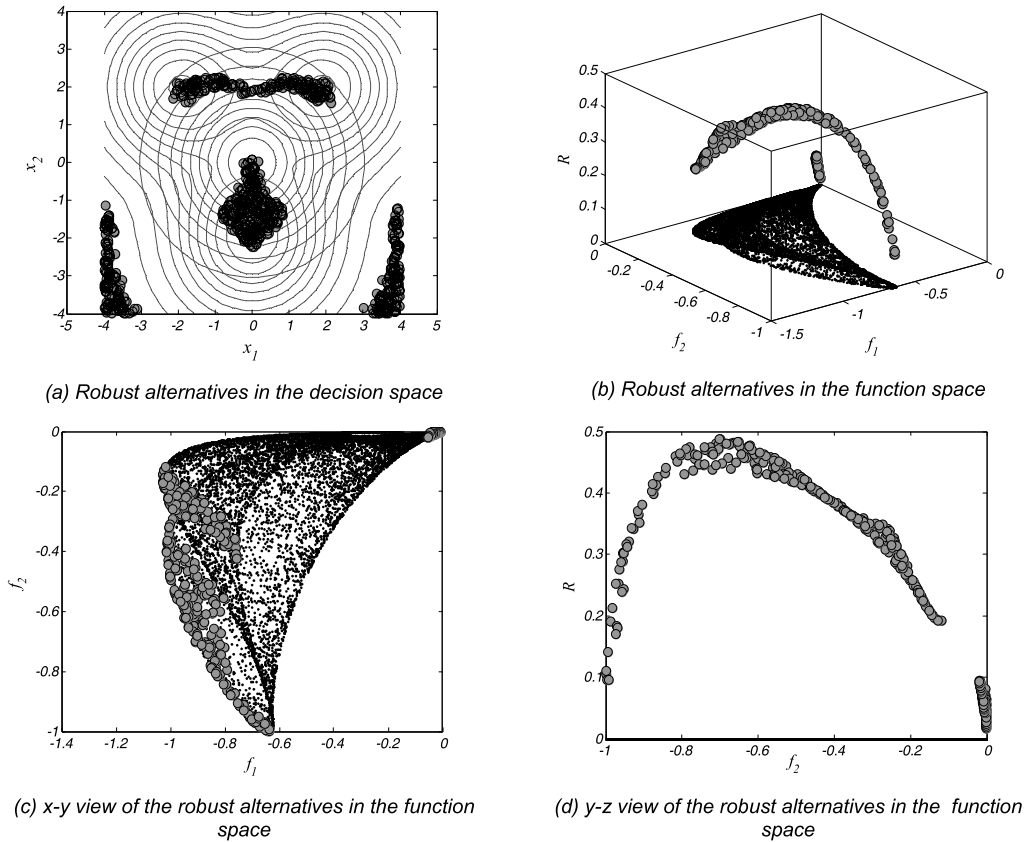 4
3
2
1
0
-1
-2
-3
-4
x2
-5 -4 -3 -2 -1 0 1 2 3 4 5
x1
(a) Robust alternatives in the decision space
0.5
0.4
0.3
0.2
0.1
0
R
0 -0.2 -0.4 -0.6 -0.8 -1
f2
-1.5 -1 -0.5 0
f1
(b) Robust alternatives in the function space
0
-0.2
-0.4
-0.6
-0.8
-1
f2
-1.4 -1.2 -1 -0.8 -0.6 -0.4 -0.2 0
f1
(c) x-y view of the robust alternatives in the function
space
0.5
0.4
0.3
0.2
0.1
0
R
-1 -0.8 -0.6 -0.4 -0.2 0
f2
(d) y-z view of the robust alternatives in the function
space